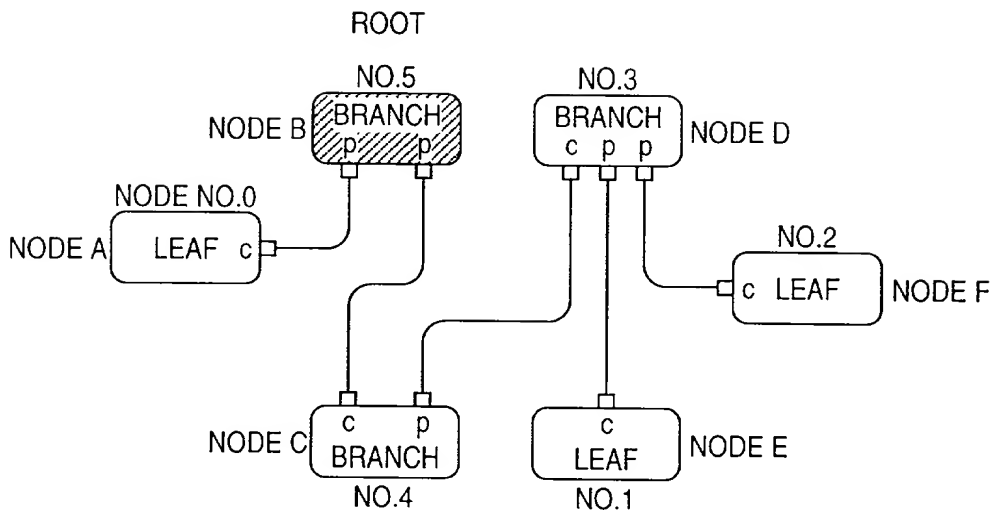 ROOT
NO.5
NO.3
NODE B
BRANCH
p p
BRANCH
c p p
NODE D
NODE NO.0
NODE A
LEAF c
NO.2
c LEAF
NODE F
NODE C
c p
BRANCH
NO.4
c
LEAF
NODE E
NO.1